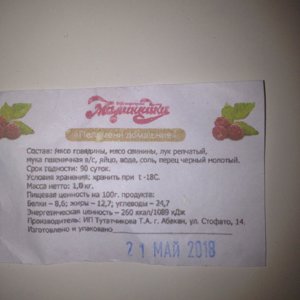 Малинники
«Пельмени домашние»
Состав: мясо говядины, мясо свинины, лук репчатый,
мука пшеничная в/с, яйцо, вода, соль, перец черный молотый.
Срок годности: 90 суток.
Условия хранения: хранить при t -18С.
Масса нетто: 1,0кг.
Пищевая ценность на 100г. продукта:
Белки – 8,6; жиры – 12,7; углеводы – 24,7
Энергетическая ценность – 260 ккал/1089 кДж
Производитель: ИП Тутатчикова Т.А. г. Абакан, ул. Стофато, 14.
Изготовлено и упаковано
21 МАЙ 2018